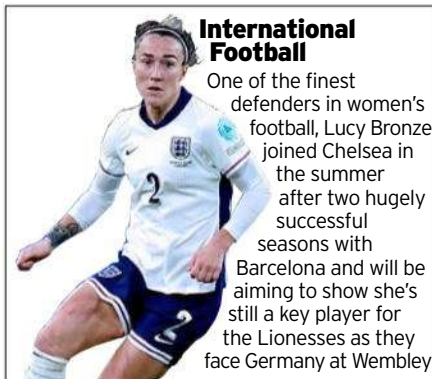 International
Football
One of the finest
defenders in women's
football, Lucy Bronze
joined Chelsea in
the summer
after two hugely
successful
seasons with
Barcelona and will be
aiming to show she's
still a key player for
the Lionesses as they
face Germany at Wembley
2
2